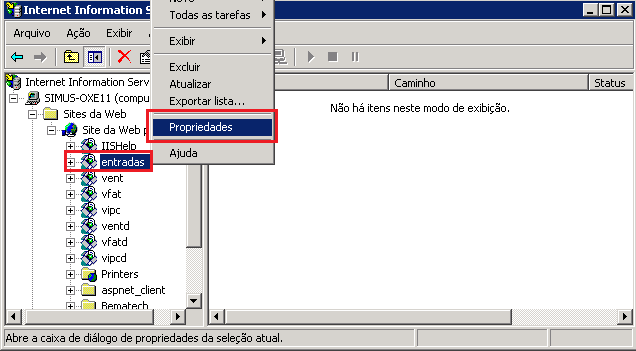 Internet Information S
Novo
Todas as tarefas
Arquivo Ação Exibir
Exibir
Excluir
Atualizar
Exportar lista...
Propriedades
Ajuda
Internet Information Serv
SIMUS-OXE11 (compu
Sites da Web
Site da Web p
IISHelp
entradas
vent
vfat
vipc
ventd
vfatd
vipcd
Printers
aspnet_client
Bematech
Caminho Status
Não há itens neste modo de exibição.
Abre a caixa de diálogo de propriedades da seleção atual.